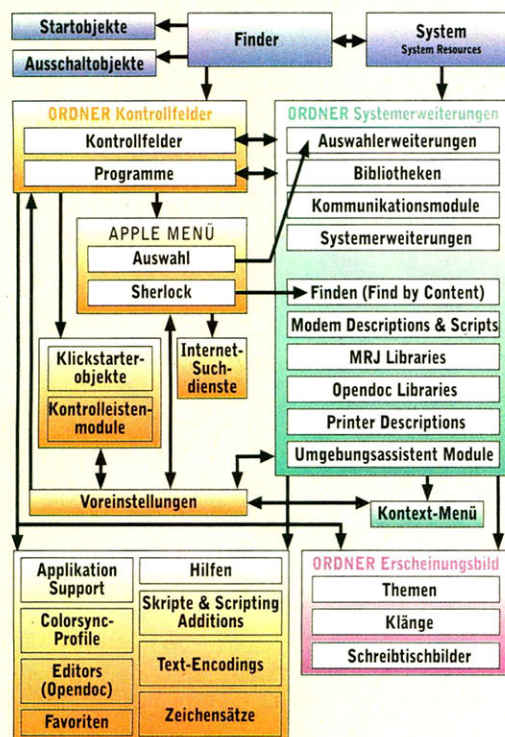 Startobjekte
Finder
System
System Resources
Ausschaltobjekte
ORDNER Kontrollfelder
Kontrollfelder
Programme
APPLE MENÜ
Auswahl
Sherlock
Klickstarter-
objekte
Kontrolleisten-
module
Internet-
Such-
dienste
Voreinstellungen
ORDNER Systemerweiterungen
Auswahlerweiterungen
Bibliotheken
Kommunikationsmodule
Systemerweiterungen
Finden (Find by Content)
Modem Descriptions & Scripts
MRJ Libraries
Opendoc Libraries
Printer Descriptions
Umgebungsassistent Module
Kontext-Menü
Applikation
Support
Colorsync-
Profile
Editors
(Opendoc)
Favoriten
Hilfen
Skripte & Scripting
Additions
Text-Encodings
Zeichensätze
ORDNER Erscheinungsbild
Themen
Klänge
Schreibtischbilder